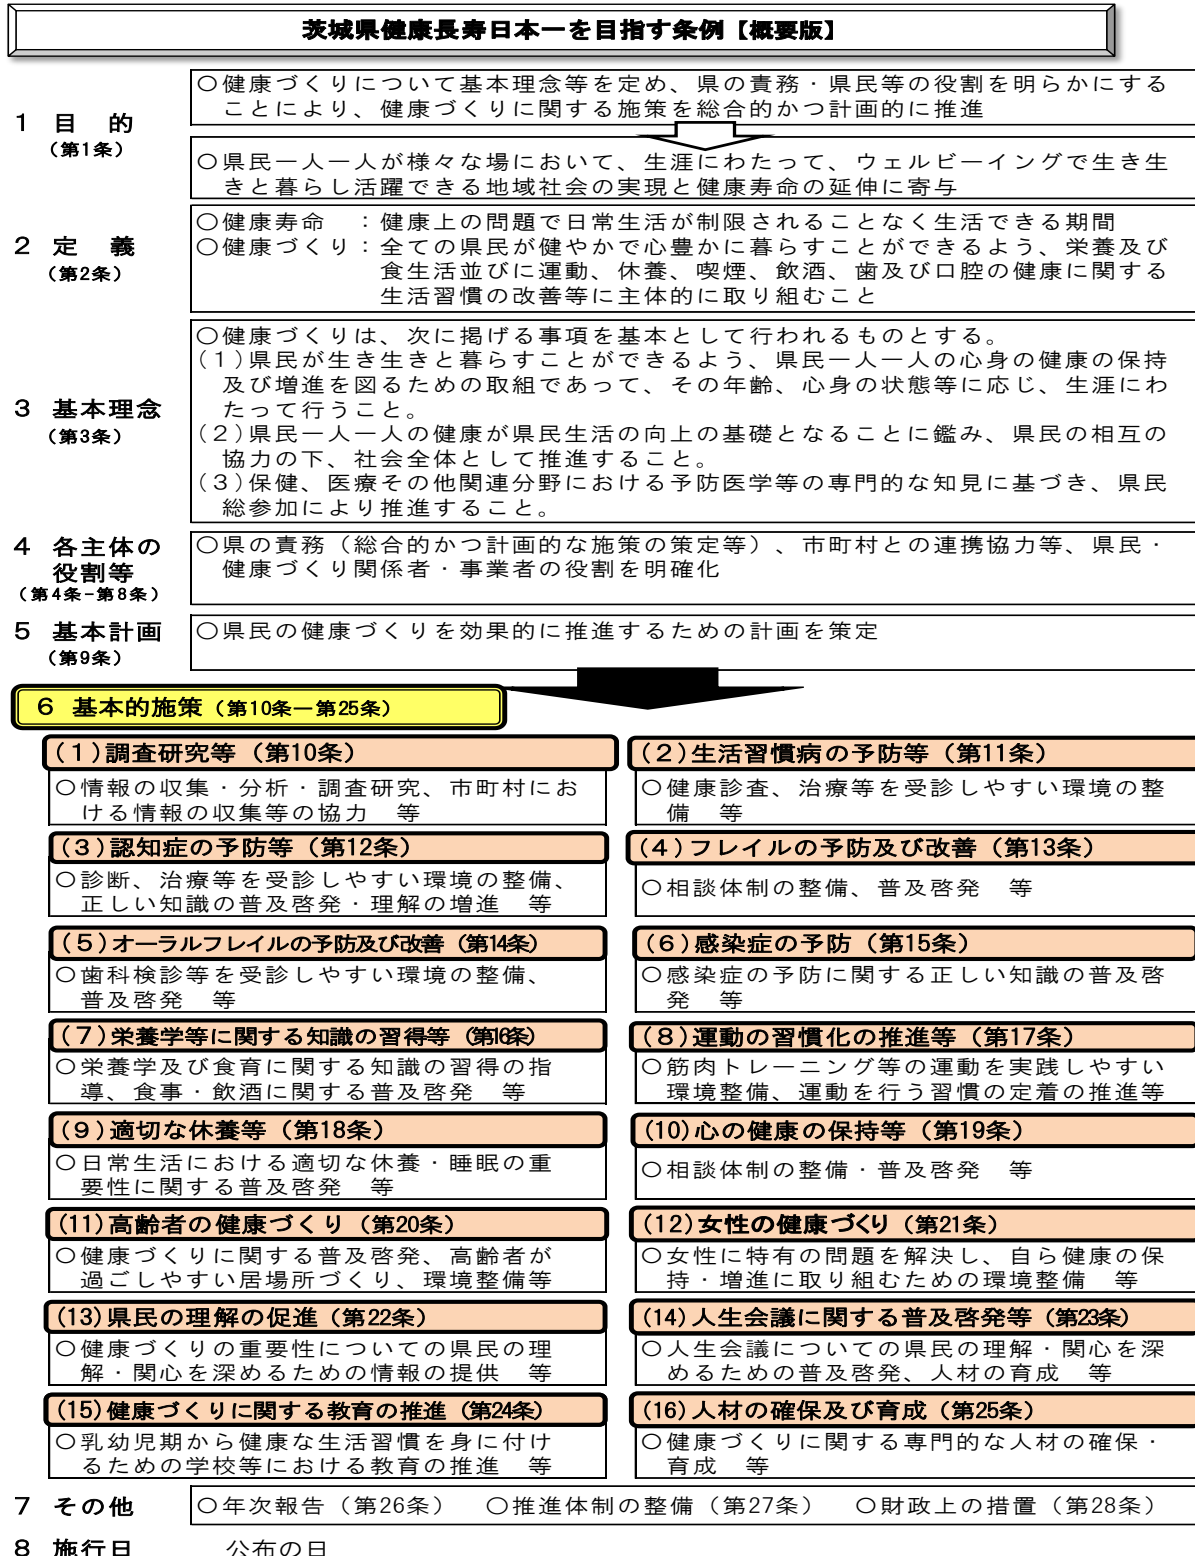 茨城県健康長寿日本一を目指す条例【概要版】
1 目 的
(第1条)
○健康づくりについて基本理念等を定め、県の責務・県民等の役割を明らかにする
ことにより、健康づくりに関する施策を総合的かつ計画的に推進
○県民一人一人が様々な場において、生涯にわたって、ウェルビーイングで生き生
きと暮らし活躍できる地域社会の実現と健康寿命の延伸に寄与
2 定 義
(第2条)
○健康寿命 :健康上の問題で日常生活が制限されることなく生活できる期間
○健康づくり:全ての県民が健やかで心豊かに暮らすことができるよう、栄養及び
食生活並びに運動、休養、喫煙、飲酒、歯及び口腔の健康に関する
生活習慣の改善等に主体的に取り組むこと
3 基本理念
(第3条)
○健康づくりは、次に掲げる事項を基本として行われるものとする。
(1)県民が生き生きと暮らすことができるよう、県民一人一人の心身の健康の保持
及び増進を図るための取組であって、その年齢、心身の状態等に応じ、生涯にわ
たって行うこと。
(2)県民一人一人の健康が県民生活の向上の基礎となることに鑑み、県民の相互の
協力の下、社会全体として推進すること。
(3)保健、医療その他関連分野における予防医学等の専門的な知見に基づき、県民
総参加により推進すること。
4 各主体の
役割等
(第4条-第8条)
○県の責務(総合的かつ計画的な施策の策定等)、市町村との連携協力等、県民・
健康づくり関係者・事業者の役割を明確化
5 基本計画
(第9条)
○県民の健康づくりを効果的に推進するための計画を策定
6 基本的施策(第10条―第25条)
(1)調査研究等(第10条)
○情報の収集・分析・調査研究、市町村にお
ける情報の収集等の協力 等
(2)生活習慣病の予防等(第11条)
○健康診査、治療等を受診しやすい環境の整
備 等
(3)認知症の予防等(第12条)
○診断、治療等を受診しやすい環境の整備、
正しい知識の普及啓発・理解の増進 等
(4)フレイルの予防及び改善(第13条)
○相談体制の整備、普及啓発 等
(5)オーラルフレイルの予防及び改善(第14条)
○歯科検診等を受診しやすい環境の整備、
普及啓発 等
(6)感染症の予防(第15条)
○感染症の予防に関する正しい知識の普及啓
発 等
(7)栄養学等に関する知識の習得等(第16条)
○栄養学及び食育に関する知識の習得の指
導、食事・飲酒に関する普及啓発 等
(8)運動の習慣化の推進等(第17条)
○筋肉トレーニング等の運動を実践しやすい
環境整備、運動を行う習慣の定着の推進等
(9)適切な休養等(第18条)
○日常生活における適切な休養・睡眠の重
要性に関する普及啓発 等
(10)心の健康の保持等(第19条)
○相談体制の整備・普及啓発 等
(11)高齢者の健康づくり(第20条)
○健康づくりに関する普及啓発、高齢者が
過ごしやすい居場所づくり、環境整備等
(12)女性の健康づくり(第21条)
○女性に特有の問題を解決し、自ら健康の保
持・増進に取り組むための環境整備 等
(13)県民の理解の促進(第22条)
○健康づくりの重要性についての県民の理
解・関心を深めるための情報の提供 等
(14)人生会議に関する普及啓発等(第23条)
○人生会議についての県民の理解・関心を深
めるための普及啓発、人材の育成 等
(15)健康づくりに関する教育の推進(第24条)
○乳幼児期から健康な生活習慣を身に付け
るための学校等における教育の推進 等
(16)人材の確保及び育成(第25条)
○健康づくりに関する専門的な人材の確保・
育成 等
7 その他
○年次報告(第26条) ○推進体制の整備(第27条) ○財政上の措置(第28条)
8 施行日 公布の日